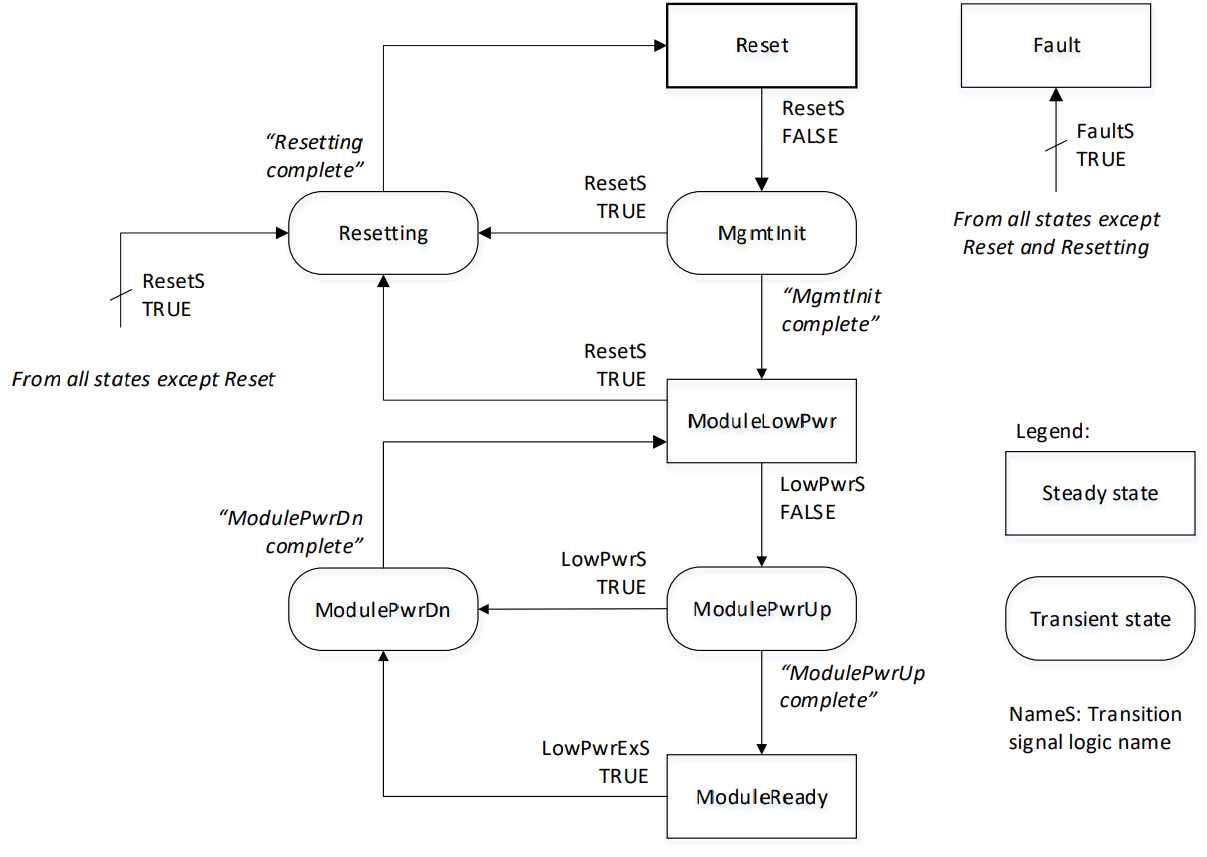 Reset
Fault
ResetS
FALSE
FaultS
TRUE
“Resetting
complete”
ResetS
TRUE
Resetting
MgmtInit
From all states except
Reset and Resetting
ResetS
TRUE
“MgmtInit
complete”
ResetS
TRUE
From all states except Reset
ModuleLowPwr
Legend:
LowPwrS
FALSE
Steady state
“ModulePwrDn
complete”
LowPwrS
TRUE
ModulePwrDn
ModulePwrUp
Transient state
“ModulePwrUp
complete”
NameS: Transition
signal logic name
LowPwrExS
TRUE
ModuleReady